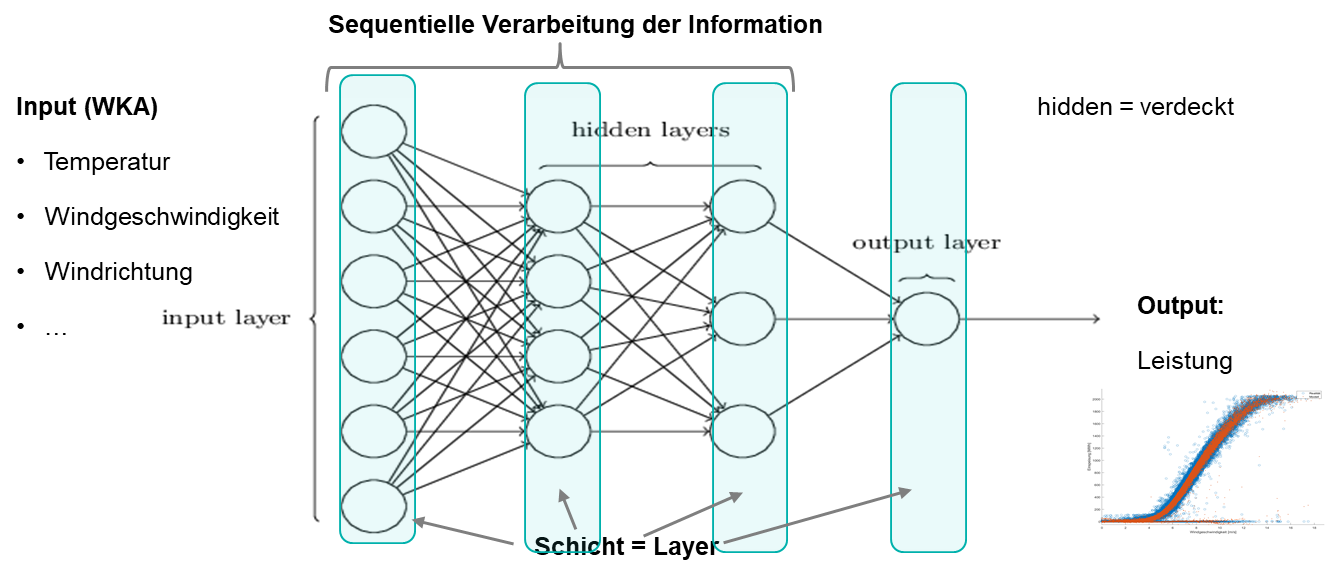 Sequentielle Verarbeitung der Information
Input (WKA)
• Temperatur
• Windgeschwindigkeit
• Windrichtung
• …
input layer
hidden layers
hidden = verdeckt
output layer
Output:
Leistung
Schicht = Layer